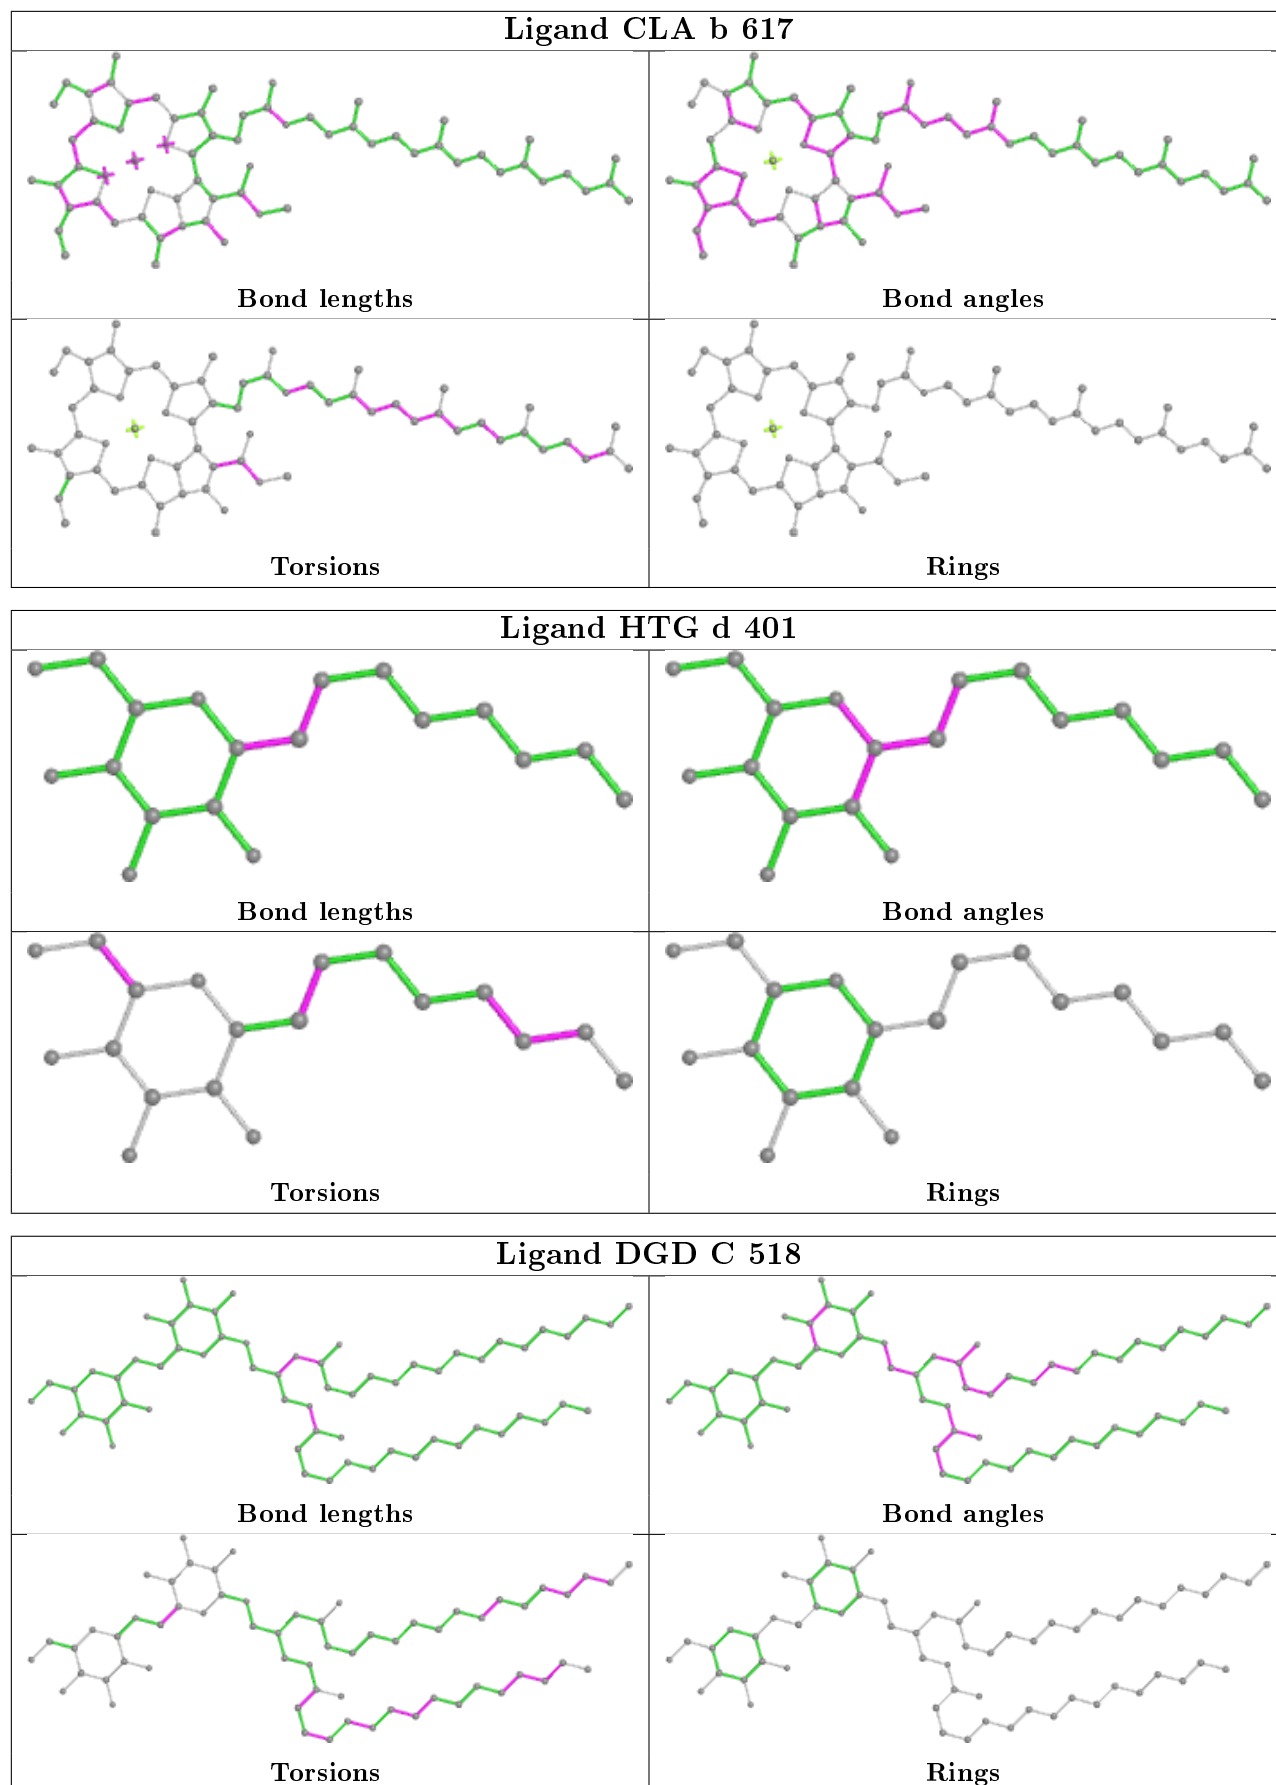 Ligand CLA b 617
Bond lengths
Bond angles
Torsions
Rings
Ligand HTG d 401
Bond lengths
Bond angles
Torsions
Rings
Ligand DGD C 518
Bond lengths
Bond angles
Torsions
Rings